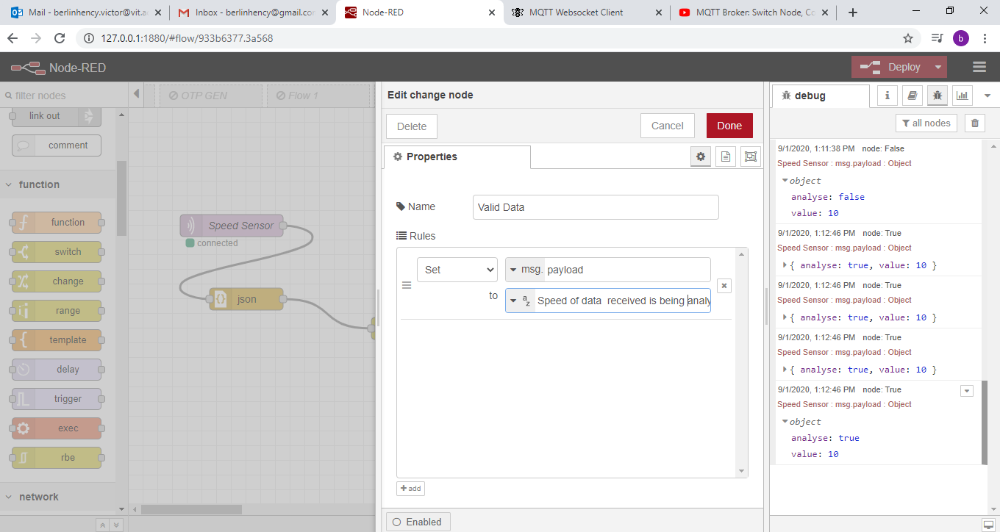 Mail - berlinhency.victor@vit.a
Inbox - berlinhency@gmail.cor
Node-RED
MQTT Websocket Client
MQTT Broker: Switch Node, Co
127.0.0.1:1880/#flow/933b6377.3a568
b
Node-RED
Deploy
filter nodes
OTP GEN
Flow 1
Edit change node
debug
link out
comment
function
function
switch
change
range
template
delay
trigger
exec
rbe
network
Speed Sensor
connected
json
Delete
Cancel
Done
Properties
Name
Valid Data
Rules
Set
msg. payload
to
a z Speed of data  received is being analy
add
Enabled
all nodes
9/1/2020, 1:11:38 PM node: False
Speed Sensor : msg.payload : Object
object
analyse: false
value: 10
9/1/2020, 1:12:46 PM node: True
Speed Sensor : msg.payload : Object
{ analyse: true, value: 10 }
9/1/2020, 1:12:46 PM node: True
Speed Sensor : msg.payload : Object
{ analyse: true, value: 10 }
9/1/2020, 1:12:46 PM node: True
Speed Sensor : msg.payload : Object
{ analyse: true, value: 10 }
9/1/2020, 1:12:46 PM node: True
Speed Sensor : msg.payload : Object
object
analyse: true
value: 10